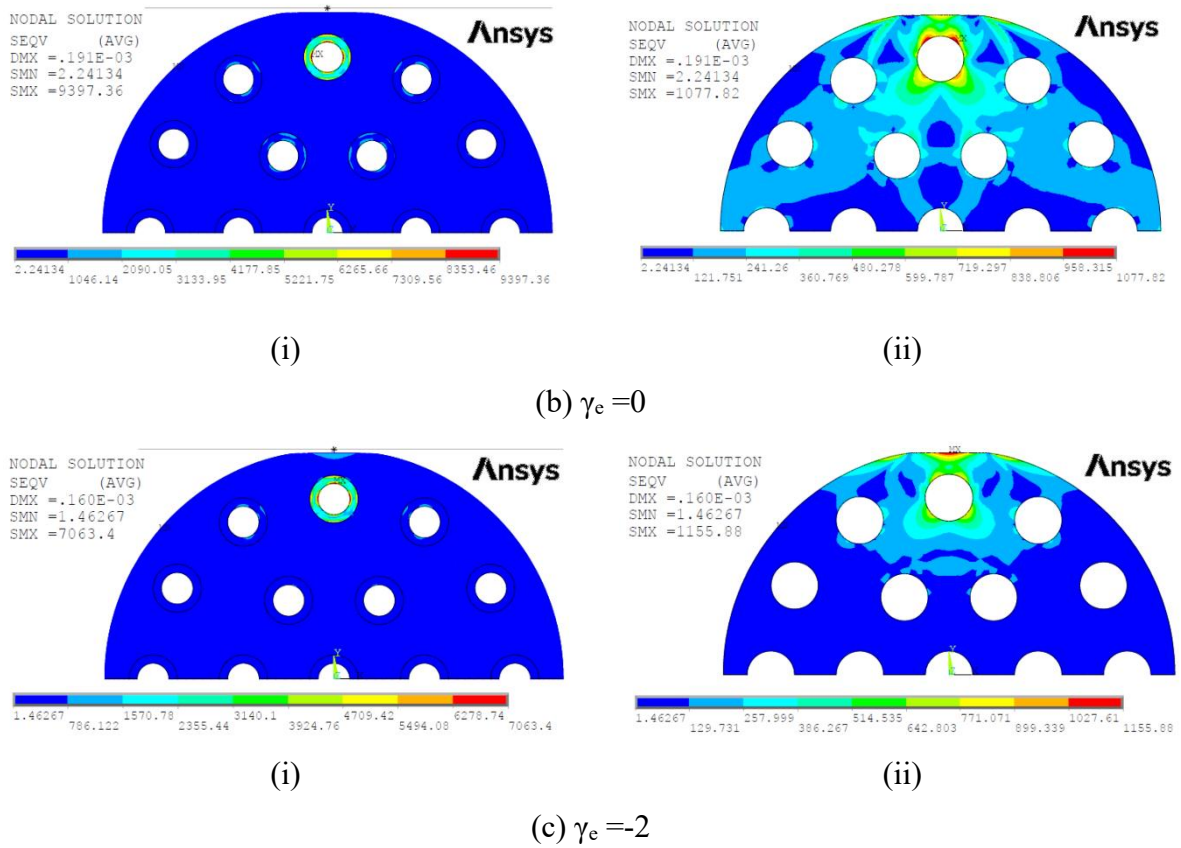 NODAL SOLUTION
SEQV (AVG)
DMX =.191E-03
SMN =2.24134
SMX =9397.36
Ansys
MX
Y
2.24134 2090.05 4177.85 6265.66 8353.46
1046.14 3133.95 5221.75 7309.56 9397.36
(i)
NODAL SOLUTION
SEQV (AVG)
DMX =.191E-03
SMN =2.24134
SMX =1077.82
Ansys
MX
Y
2.24134 241.26 480.278 719.297 958.315
121.751 360.769 599.787 838.806 1077.82
(ii)
(b) γe =0
NODAL SOLUTION
SEQV (AVG)
DMX =.160E-03
SMN =1.46267
SMX =7063.4
Ansys
MX
Y
1.46267 1570.78 3140.1 4709.42 6278.74
786.122 2355.44 3924.76 5494.08 7063.4
(i)
NODAL SOLUTION
SEQV (AVG)
DMX =.160E-03
SMN =1.46267
SMX =1155.88
Ansys
MX
Y
1.46267 257.999 514.535 771.071 1027.61
129.731 386.267 642.803 899.339 1155.88
(ii)
(c) γe =-2